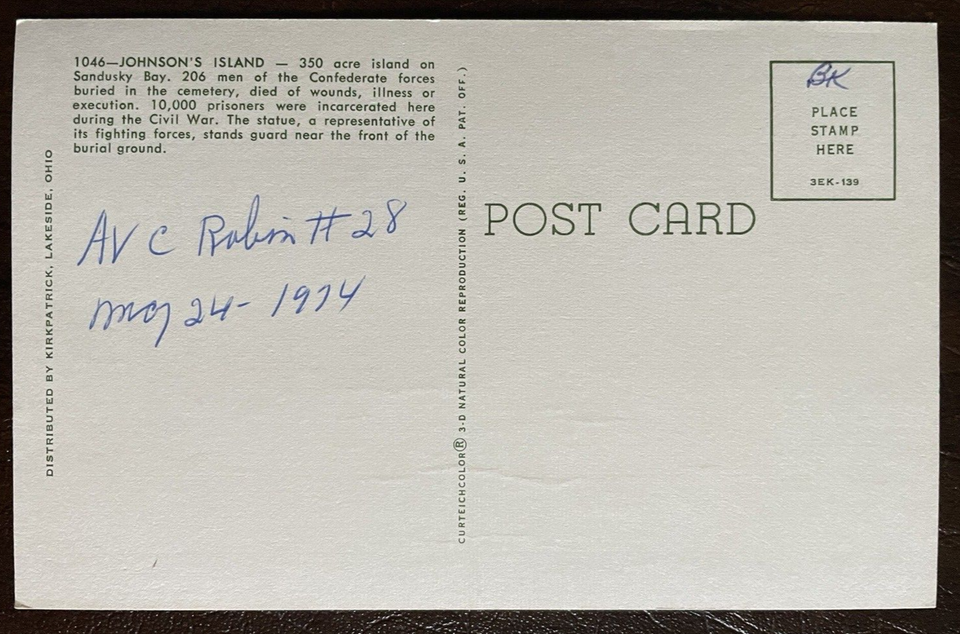 1046—JOHNSON'S ISLAND — 350 acre island on
Sandusky Bay. 206 men of the Confederate forces
buried in the cemetery, died of wounds, illness or
execution. 10,000 prisoners were incarcerated here
during the Civil War. The statue, a representative of
its fighting forces, stands guard near the front of the
burial ground.
AVC Robin # 28
May 24- 1974
DISTRIBUTED BY KIRKPATRICK, LAKESIDE, OHIO
CURTEICHCOLOR® 3-D NATURAL COLOR REPRODUCTION (REG. U. S. A. PAT. OFF.)
POST CARD
BK
PLACE
STAMP
HERE
3EK-139